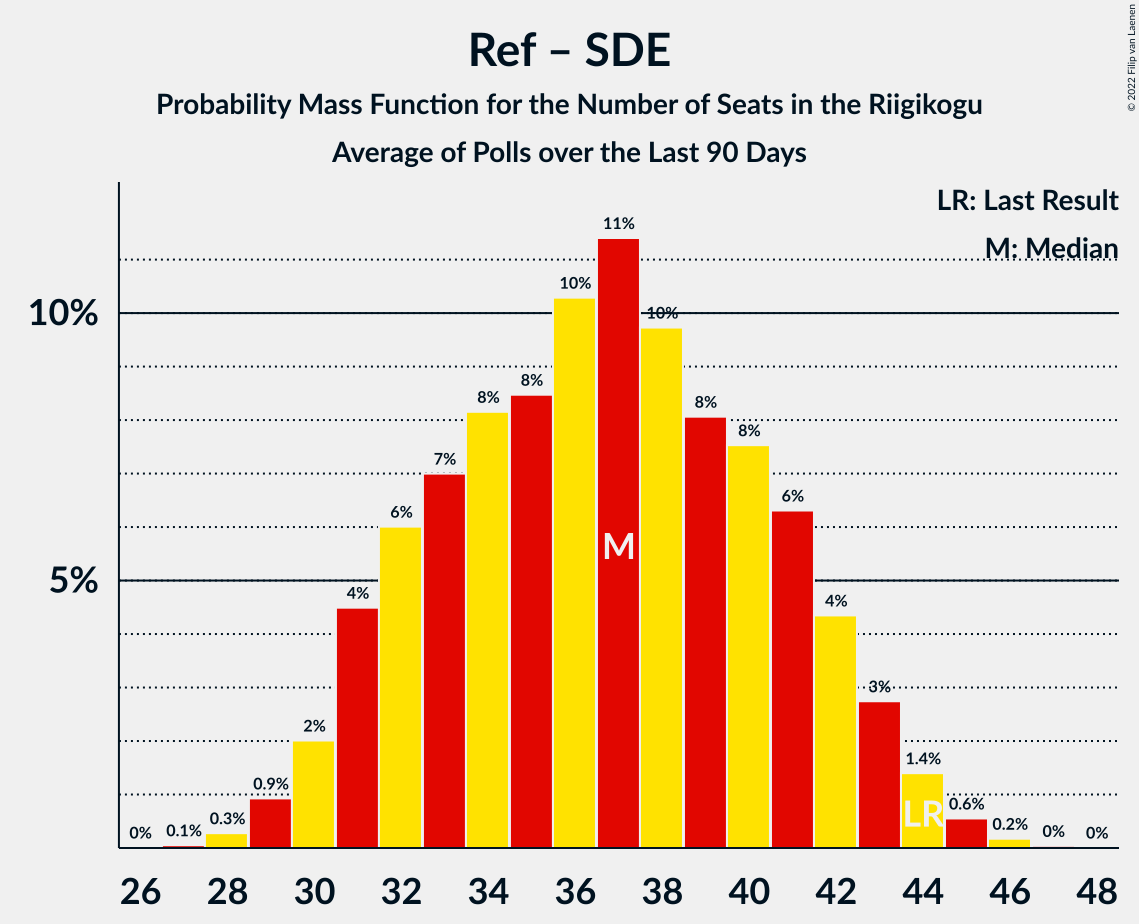 Ref – SDE
Probability Mass Function for the Number of Seats in the Riigikogu
Average of Polls over the Last 90 Days
© 2022 Filip van Laenen
LR: Last Result
M: Median
10%
5%
0%
0.1%
0.3%
0.9%
2%
4%
6%
7%
8%
8%
10%
11%
10%
8%
8%
6%
4%
3%
1.4%
0.6%
0.2%
0%
0%
M
LR
26 28 30 32 34 36 38 40 42 44 46 48